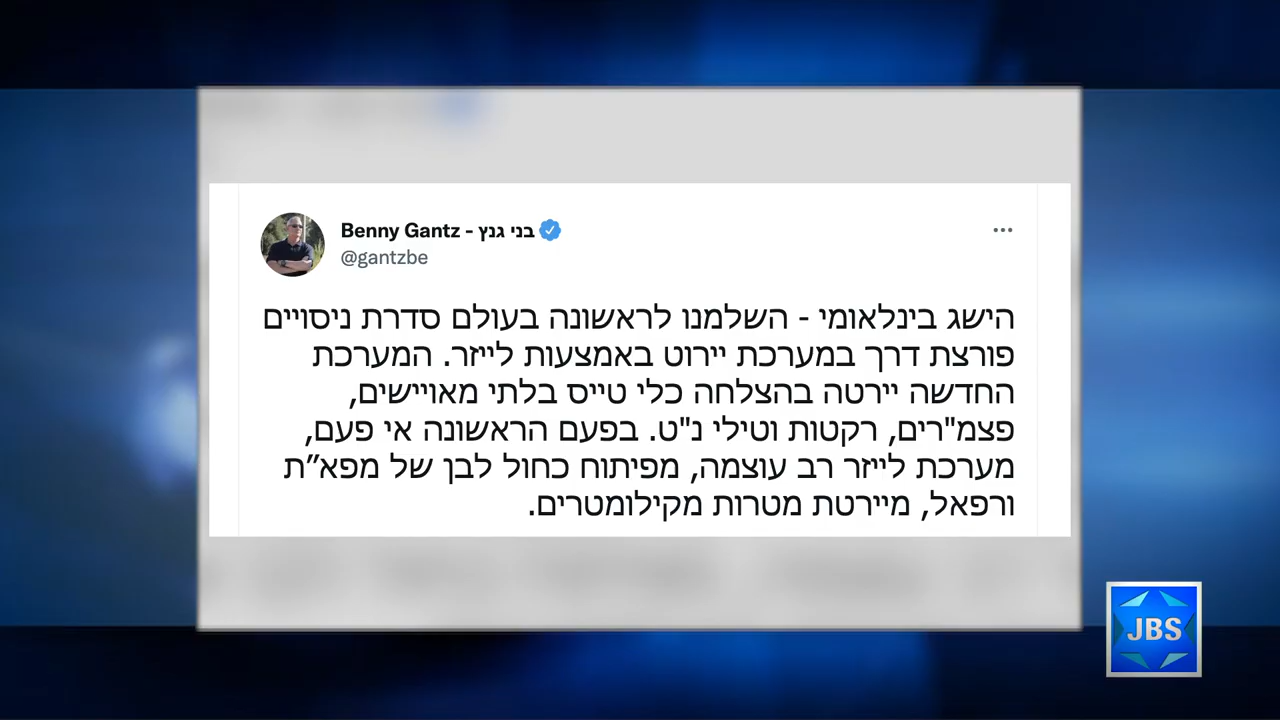 Benny Gantz - בני גנץ
@gantzbe
הישג בינלאומי - השלמנו לראשונה בעולם סדרת ניסויים
פורצת דרך במערכת יירוט באמצעות לייזר. המערכת
החדשה יירטה בהצלחה כלי טייס בלתי מאויישים,
פצמ"רים, רקטות וטילי נ"ט. בפעם הראשונה אי פעם,
מערכת לייזר רב עוצמה, מפיתוח כחול לבן של מפא״ת
ורפאל, מיירטת מטרות מקילומטרים.
JBS